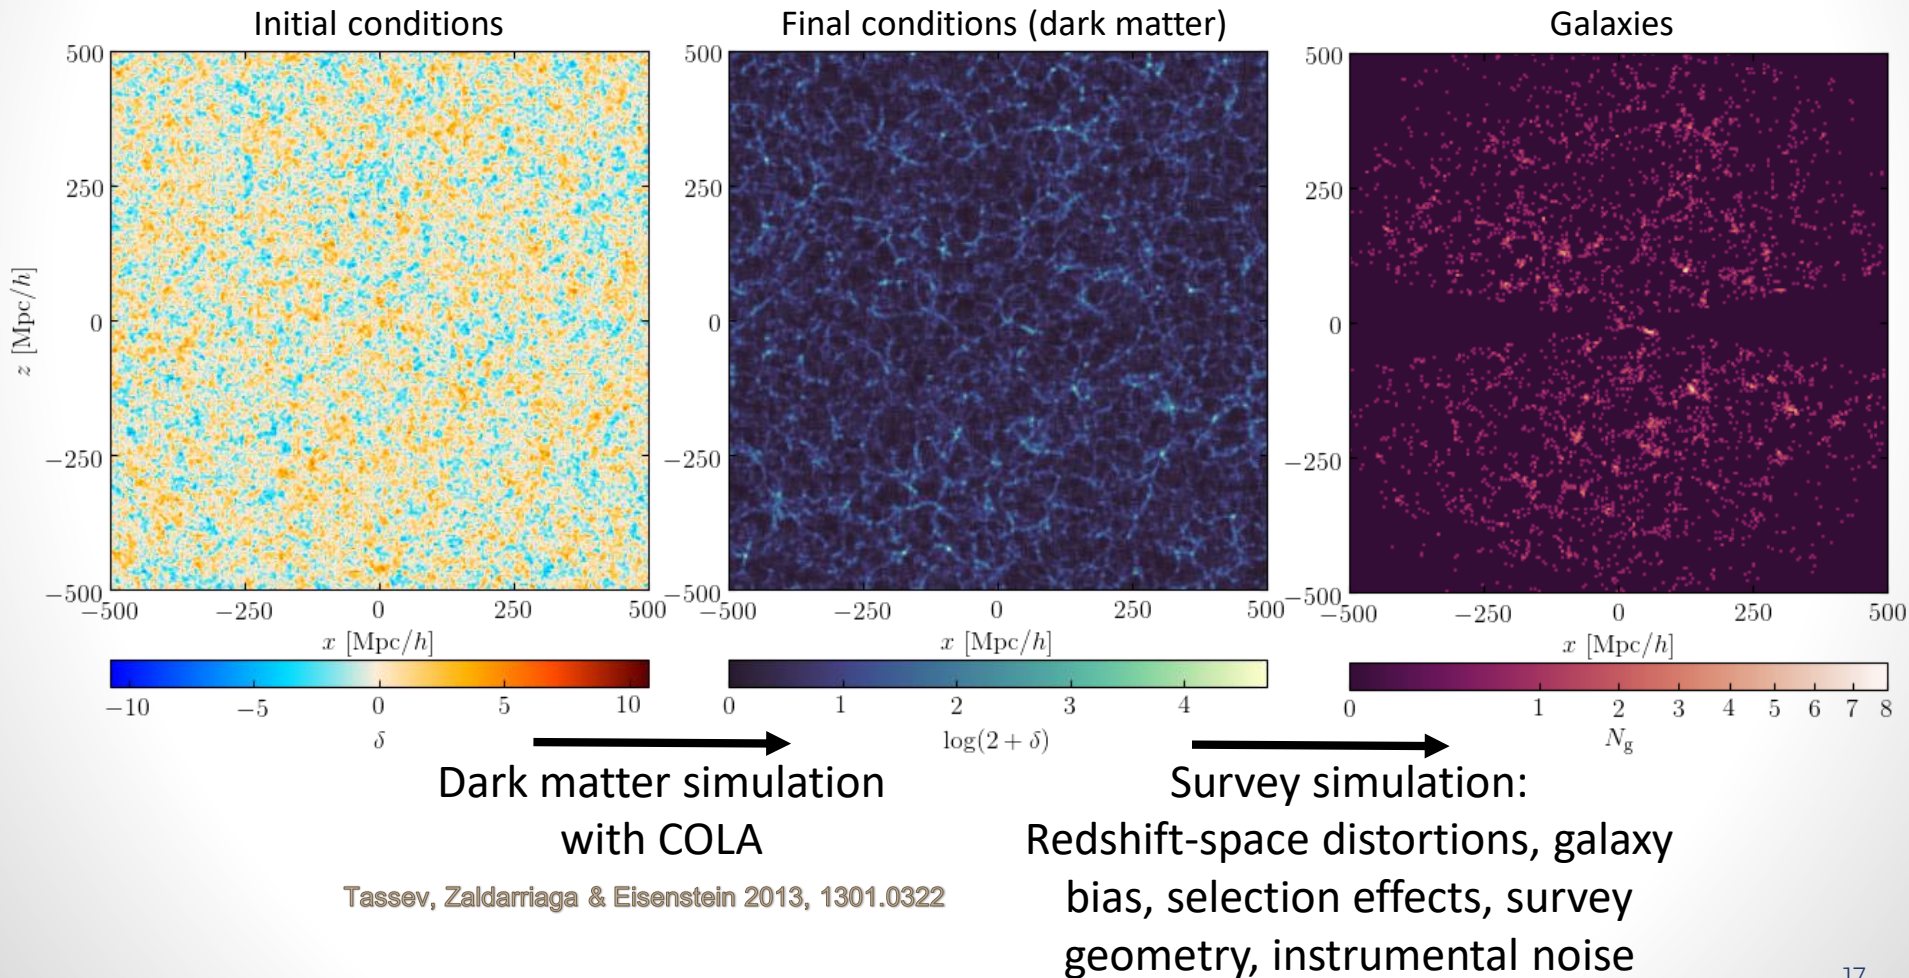 Initial conditions
500
250
0
−250
−500
z [Mpc/h]
−500 −250 0 250 500
x [Mpc/h]
−10 −5 0 5 10
δ
Final conditions (dark matter)
500
250
0
−250
−500
−500 −250 0 250 500
x [Mpc/h]
0 1 2 3 4
log(2 + δ)
Galaxies
500
250
0
−250
−500
−500 −250 0 250 500
x [Mpc/h]
0 1 2 3 4 5 6 7 8
N_g
Dark matter simulation
with COLA
Tassev, Zaldarriaga & Eisenstein 2013, 1301.0322
Survey simulation:
Redshift-space distortions, galaxy
bias, selection effects, survey
geometry, instrumental noise
17